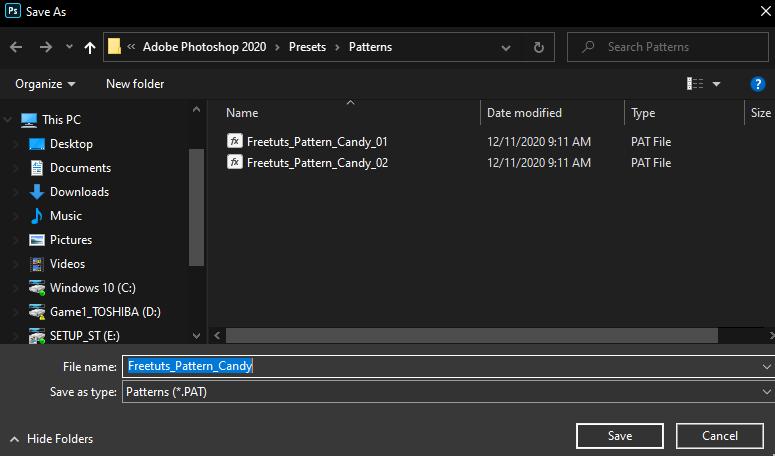 Ps Save As
« Adobe Photoshop 2020 > Presets > Patterns
Search Patterns
Organize
New folder
?
Name
Date modified
Type
Size
This PC
Desktop
Documents
Downloads
Music
Pictures
Videos
Windows 10 (C:)
Game1_TOSHIBA (D:)
SETUP_ST (E:)
fx Freetuts_Pattern_Candy_01 12/11/2020 9:11 AM PAT File
fx Freetuts_Pattern_Candy_02 12/11/2020 9:11 AM PAT File
File name: Freetuts_Pattern_Candy
Save as type: Patterns (*.PAT)
Hide Folders
Save
Cancel